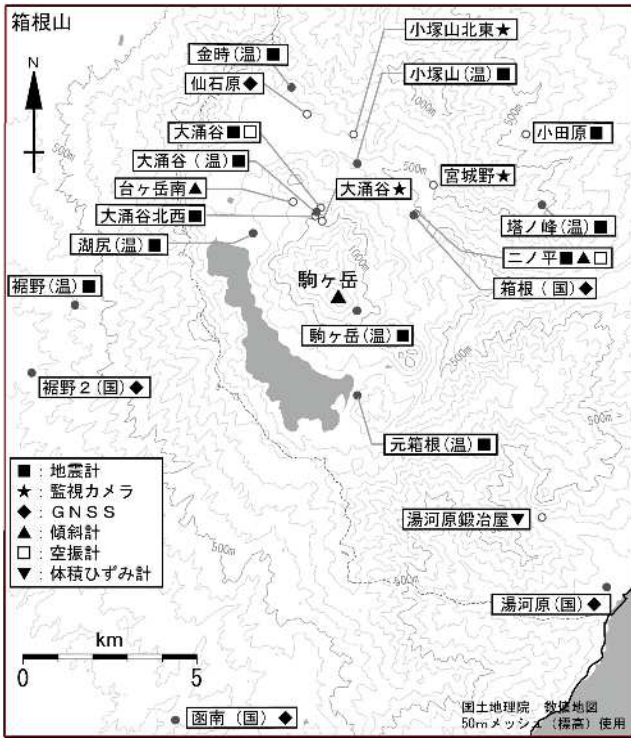 箱根山
N
小塚山北東★
金時(温)■
小塚山(温)■
仙石原◆
1000m
500m
大涌谷■□
小田原■
大涌谷(温)■
500m
宮城野★
台ヶ岳南▲
大涌谷★
大涌谷北西■
塔ノ峰(温)■
湖尻(温)■
二ノ平■▲□
1000m
箱根(国)◆
裾野(温)■
駒ヶ岳
駒ヶ岳(温)■
500m
裾野2(国)◆
500m
元箱根(温)■
■:地震計
★:監視カメラ
◆:GNSS
▲:傾斜計
□:空振計
▼:体積ひずみ計
湯河原鍛冶屋▼
500m
500m
湯河原(国)◆
km
0 5
函南(国)◆
国土地理院 数値地図
50mメッシュ(標高)使用